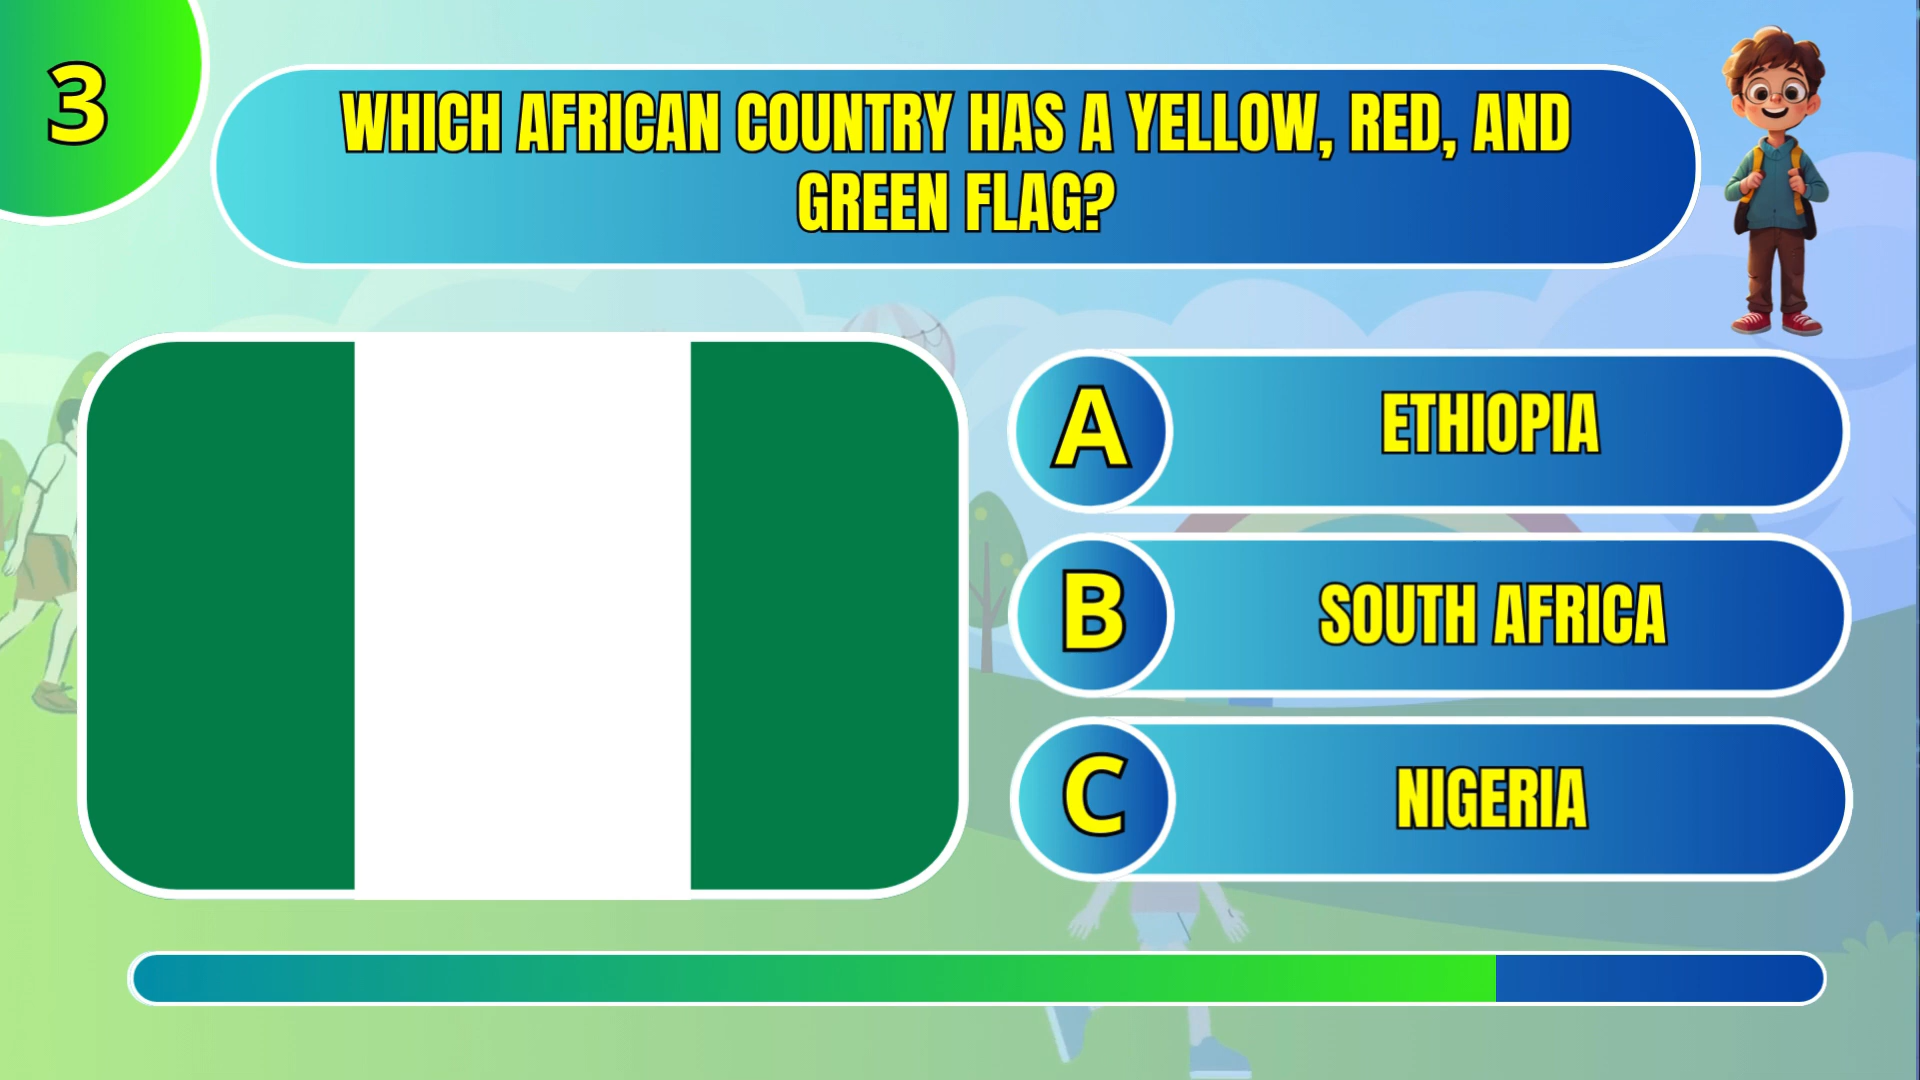 3
WHICH AFRICAN COUNTRY HAS A YELLOW, RED, AND
GREEN FLAG?
A
ETHIOPIA
B
SOUTH AFRICA
C
NIGERIA